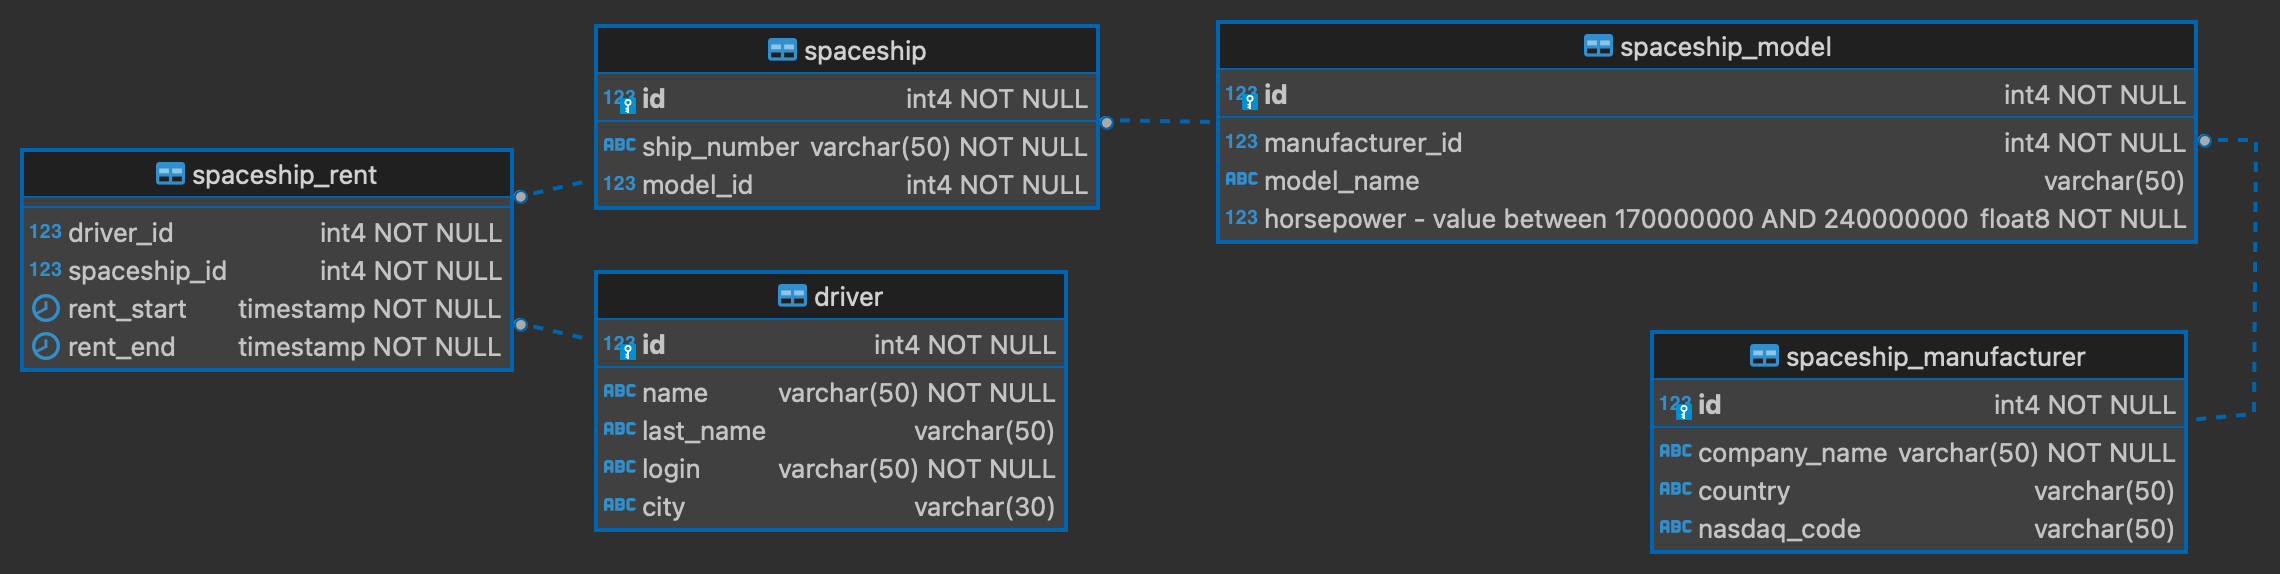 spaceship_rent
123 driver_id int4 NOT NULL
123 spaceship_id int4 NOT NULL
rent_start timestamp NOT NULL
rent_end timestamp NOT NULL
spaceship
123 id int4 NOT NULL
ABC ship_number varchar(50) NOT NULL
123 model_id int4 NOT NULL
driver
123 id int4 NOT NULL
ABC name varchar(50) NOT NULL
ABC last_name varchar(50)
ABC login varchar(50) NOT NULL
ABC city varchar(30)
spaceship_model
123 id int4 NOT NULL
123 manufacturer_id int4 NOT NULL
ABC model_name varchar(50)
123 horsepower - value between 170000000 AND 240000000 float8 NOT NULL
spaceship_manufacturer
123 id int4 NOT NULL
ABC company_name varchar(50) NOT NULL
ABC country varchar(50)
ABC nasdaq_code varchar(50)